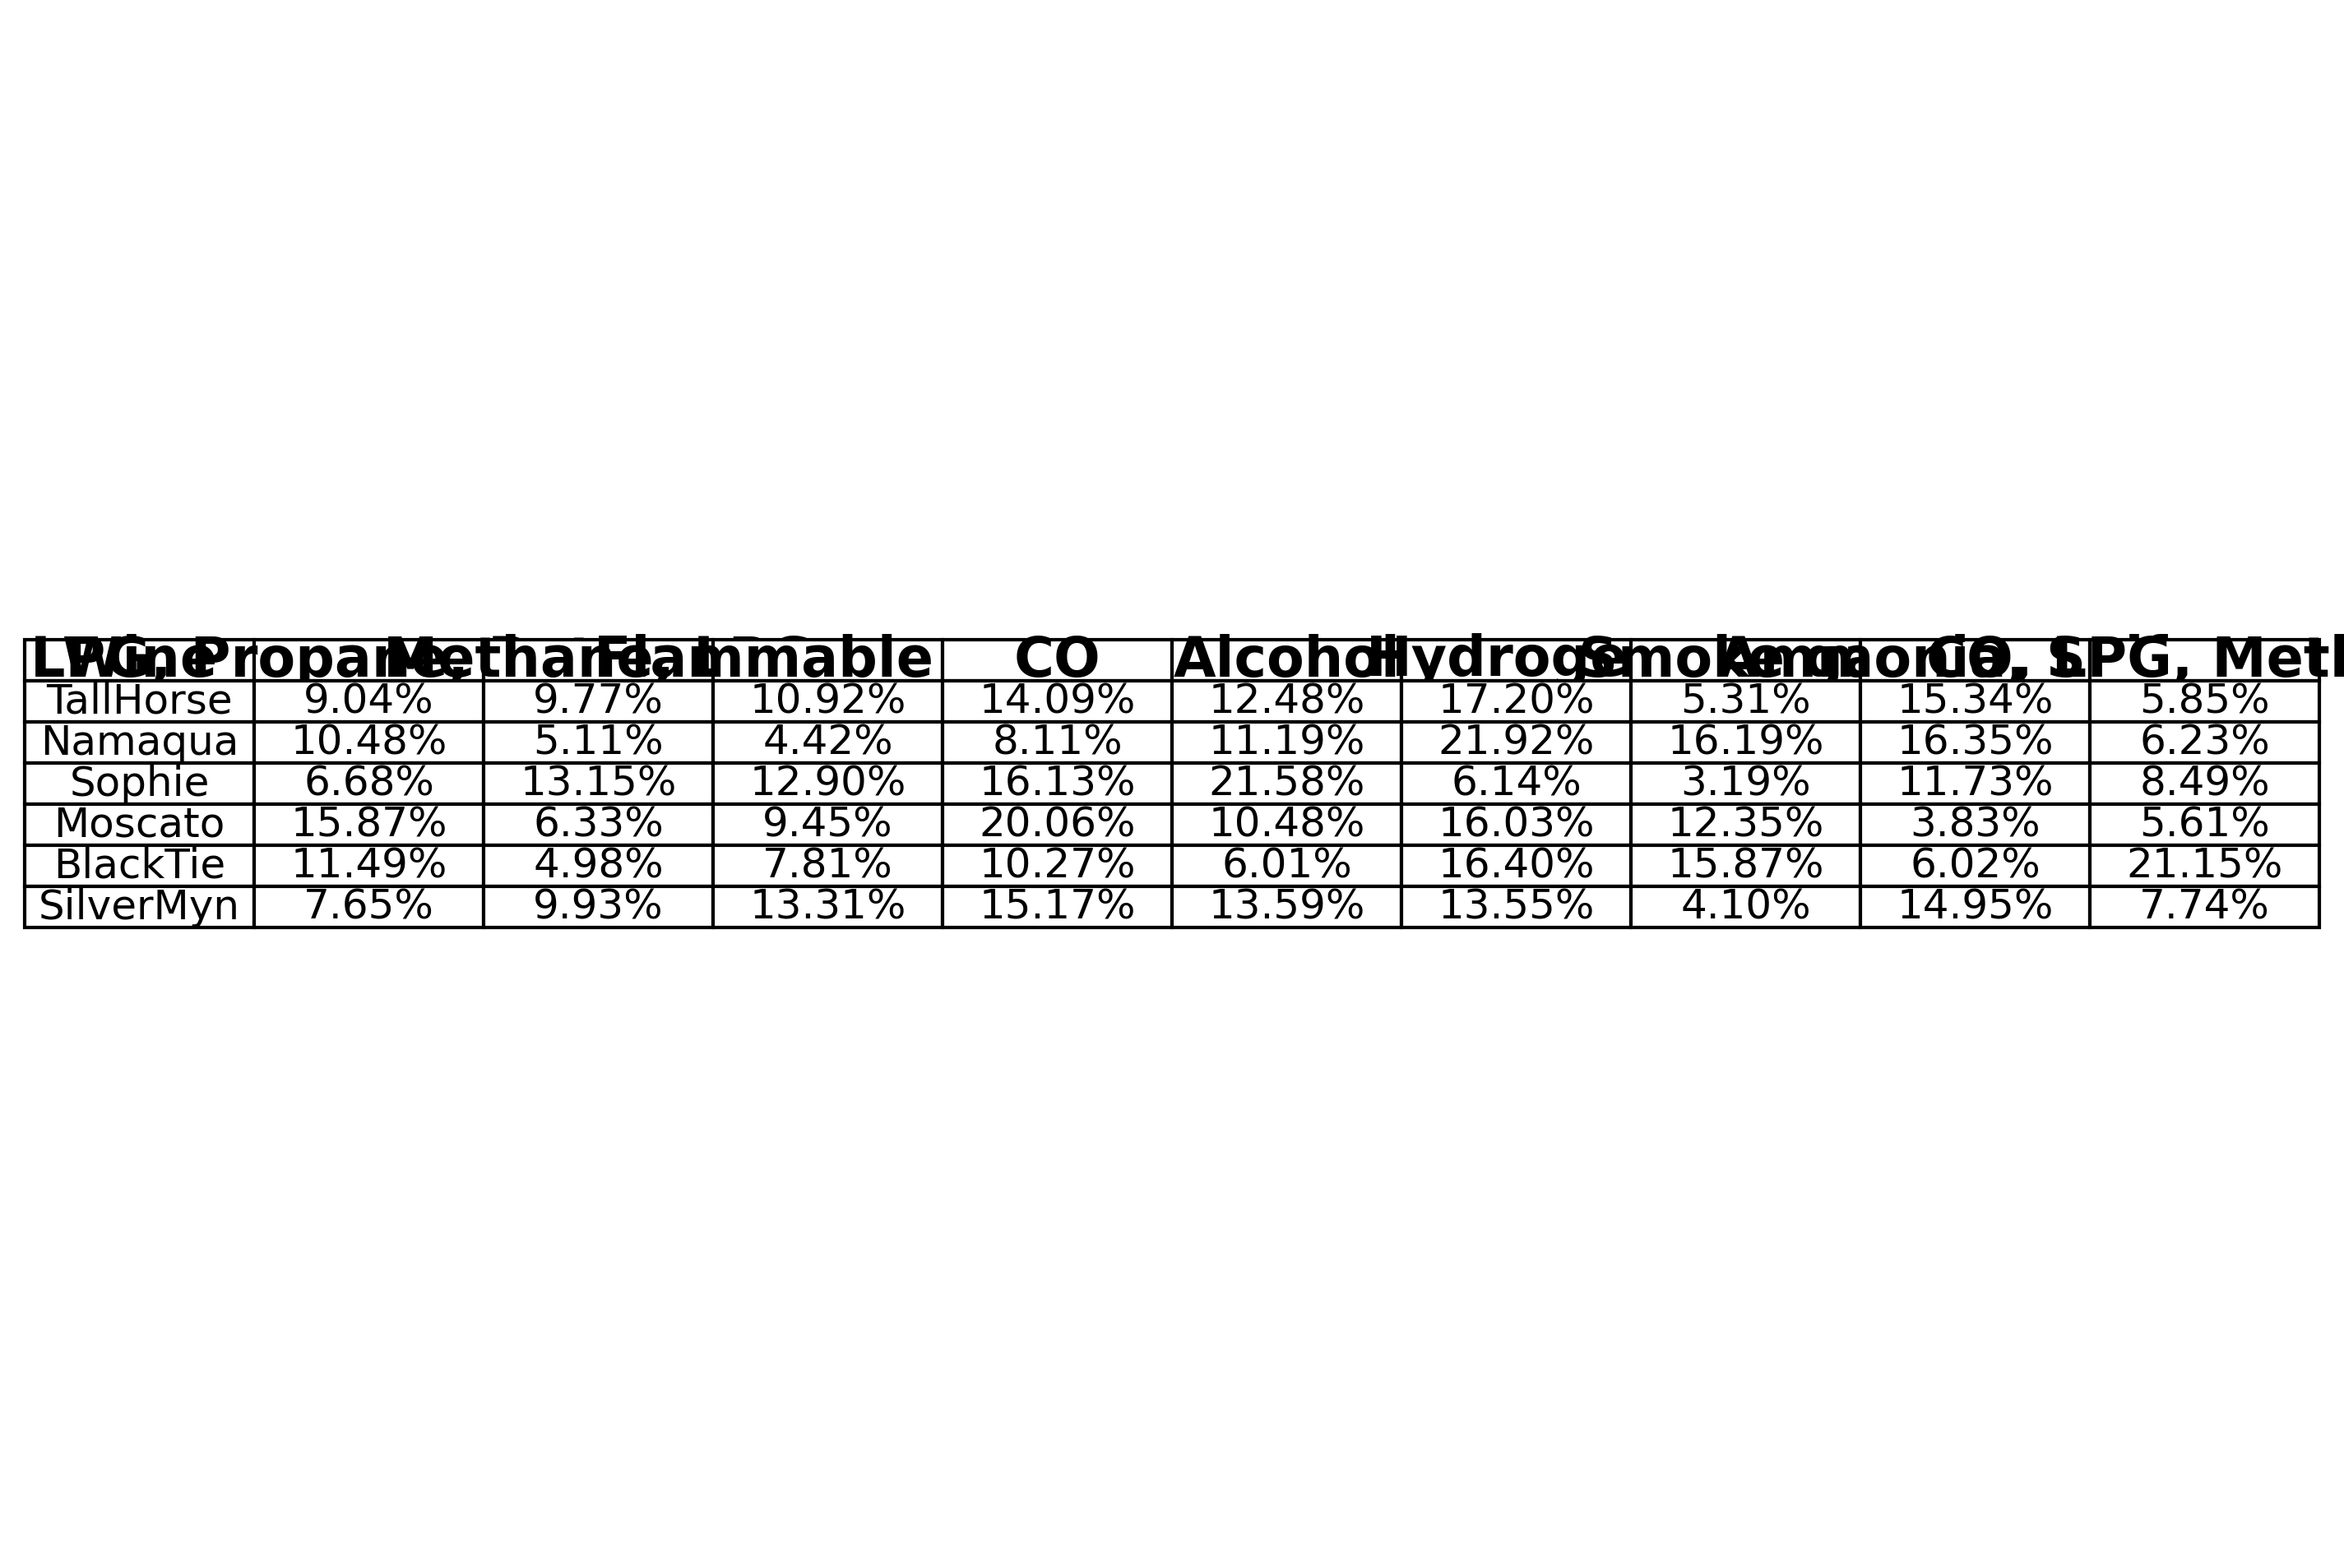 Wine LPG, Propane, Methane, Flammable CO Alcohol Smoke Ammonia, CO, LPG,
TallHorse 9.04% 9.77% 10.92% 14.09% 12.48% 17.20% 5.31% 15.34% 5.85%
Namaqua 10.48% 5.11% 4.42% 8.11% 11.19% 21.92% 16.19% 16.35% 6.23%
Sophie 6.68% 13.15% 12.90% 16.13% 21.58% 6.14% 3.19% 11.73% 8.49%
Moscato 15.87% 6.33% 9.45% 20.06% 10.48% 16.03% 12.35% 3.83% 5.61%
BlackTie 11.49% 4.98% 7.81% 10.27% 6.01% 16.40% 15.87% 6.02% 21.15%
SilverMyn 7.65% 9.93% 13.31% 15.17% 13.59% 13.55% 4.10% 14.95% 7.74%